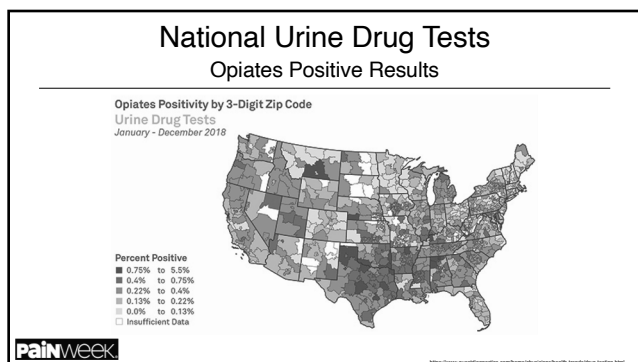 National Urine Drug Tests
Opiates Positive Results
Opiates Positivity by 3-Digit Zip Code
Urine Drug Tests
January - December 2018
Percent Positive
0.75% to 5.5%
0.4% to 0.75%
0.22% to 0.4%
0.13% to 0.22%
0.0% to 0.13%
Insufficient Data
PAINWEEK.